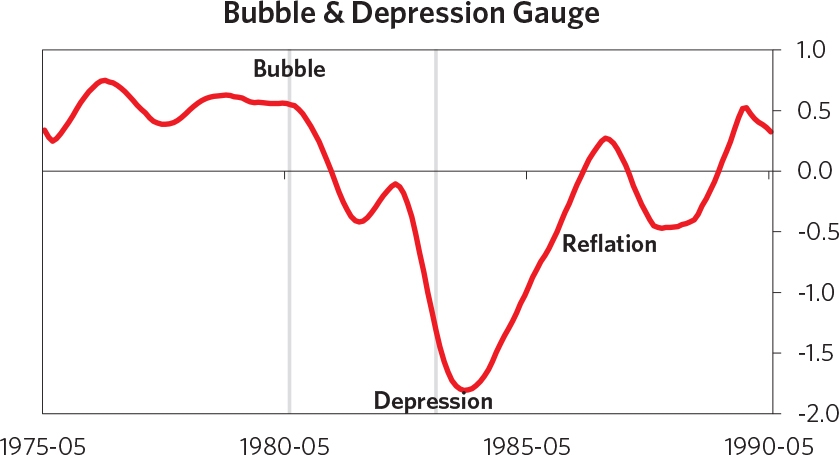 Bubble & Depression Gauge
1.0
Bubble
0.5
0.0
-0.5
Reflation
-1.0
-1.5
Depression
-2.0
1975-05 1980-05 1985-05 1990-05